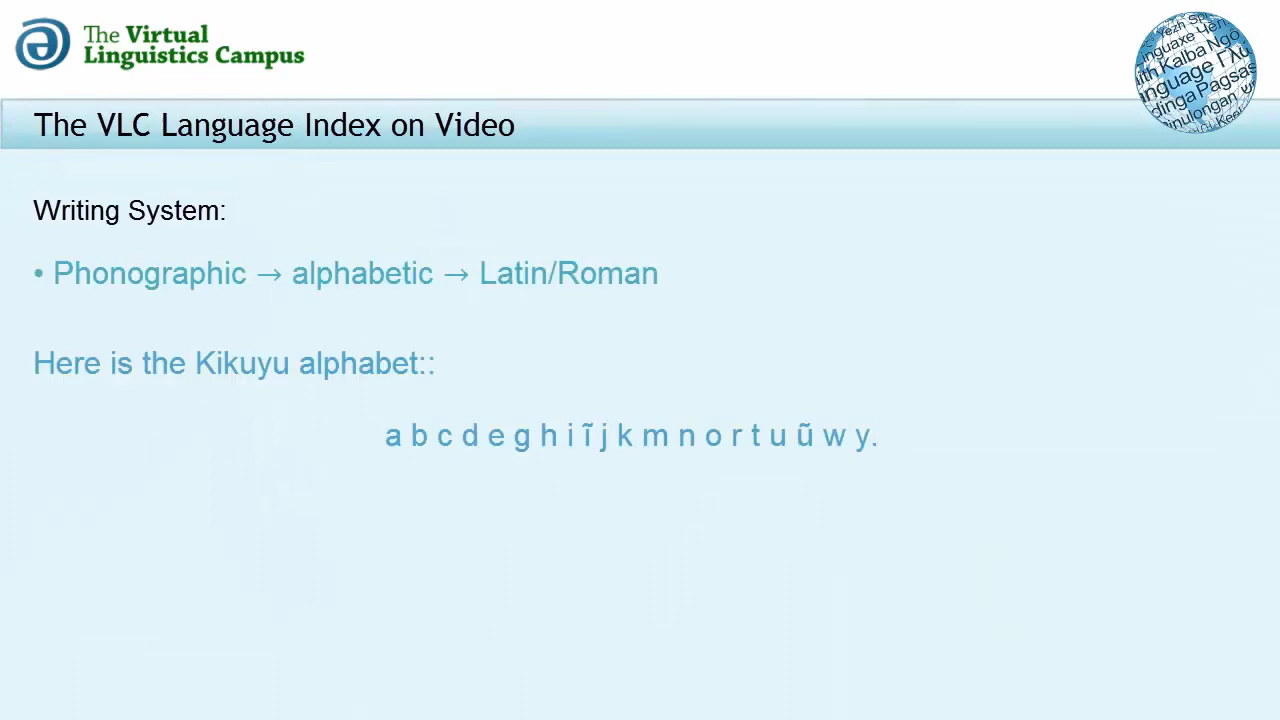 The Virtual
Linguistics Campus
The VLC Language Index on Video
Writing System:
• Phonographic → alphabetic → Latin/Roman
Here is the Kikuyu alphabet::
a b c d e g h i ĩ j k m n o r t u ũ w y.